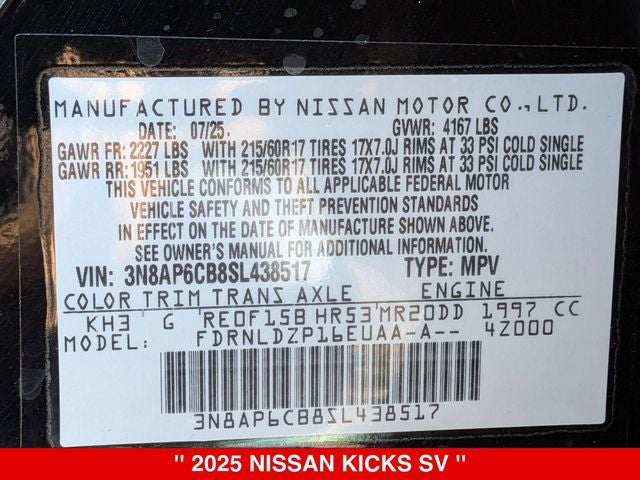 MANUFACTURED BY NISSAN MOTOR CO., LTD.
DATE: 07/25. GVWR: 4167 LBS
GAWR FR: 2227 LBS WITH 215/60R17 TIRES 17X7.0J RIMS AT 33 PSI COLD SINGLE
GAWR RR: 1951 LBS WITH 215/60R17 TIRES 17X7.0J RIMS AT 33 PSI COLD SINGLE
THIS VEHICLE CONFORMS TO ALL APPLICABLE FEDERAL MOTOR
VEHICLE SAFETY AND THEFT PREVENTION STANDARDS
IN EFFECT ON THE DATE OF MANUFACTURE SHOWN ABOVE.
SEE OWNER'S MANUAL FOR ADDITIONAL INFORMATION.
VIN: 3N8AP6CB8SL438517 TYPE: MPV
COLOR TRIM TRANS AXLE ENGINE
KH3 G RE0F15B HR53 MR20DD 1997 CC
MODEL: FDRNLDZP16EUAA-A-- 4Z000
3N8AP6CB8SL438517
" 2025 NISSAN KICKS SV "